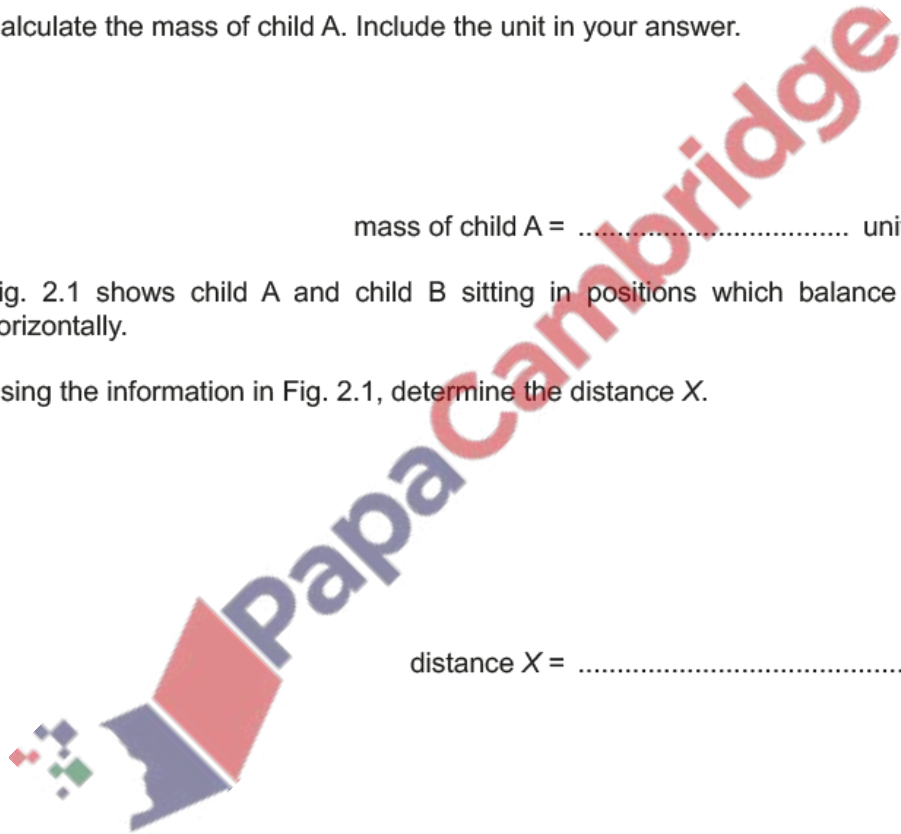 alculate the mass of child A. Include the unit in your answer.
mass of child A = .................................... uni
ig. 2.1 shows child A and child B sitting in positions which balance
orizontally.
sing the information in Fig. 2.1, determine the distance X.
distance X = ..........................................
PapaCambridge